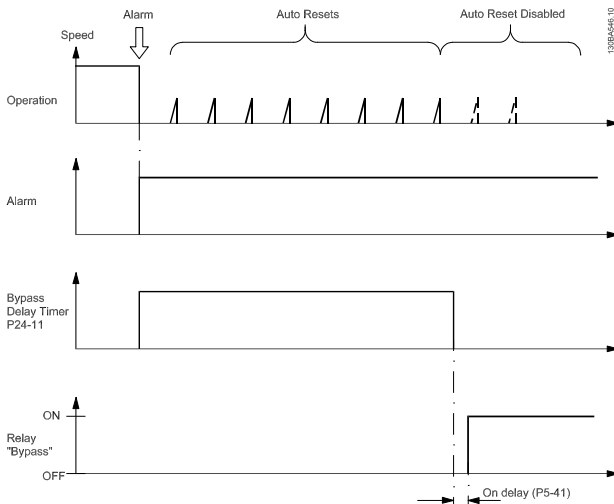 Alarm
Auto Resets
Auto Reset Disabled
130BA546.10
Speed
Operation
Alarm
Bypass
Delay Timer
P24-11
ON
Relay
"Bypass"
OFF
On delay (P5-41)